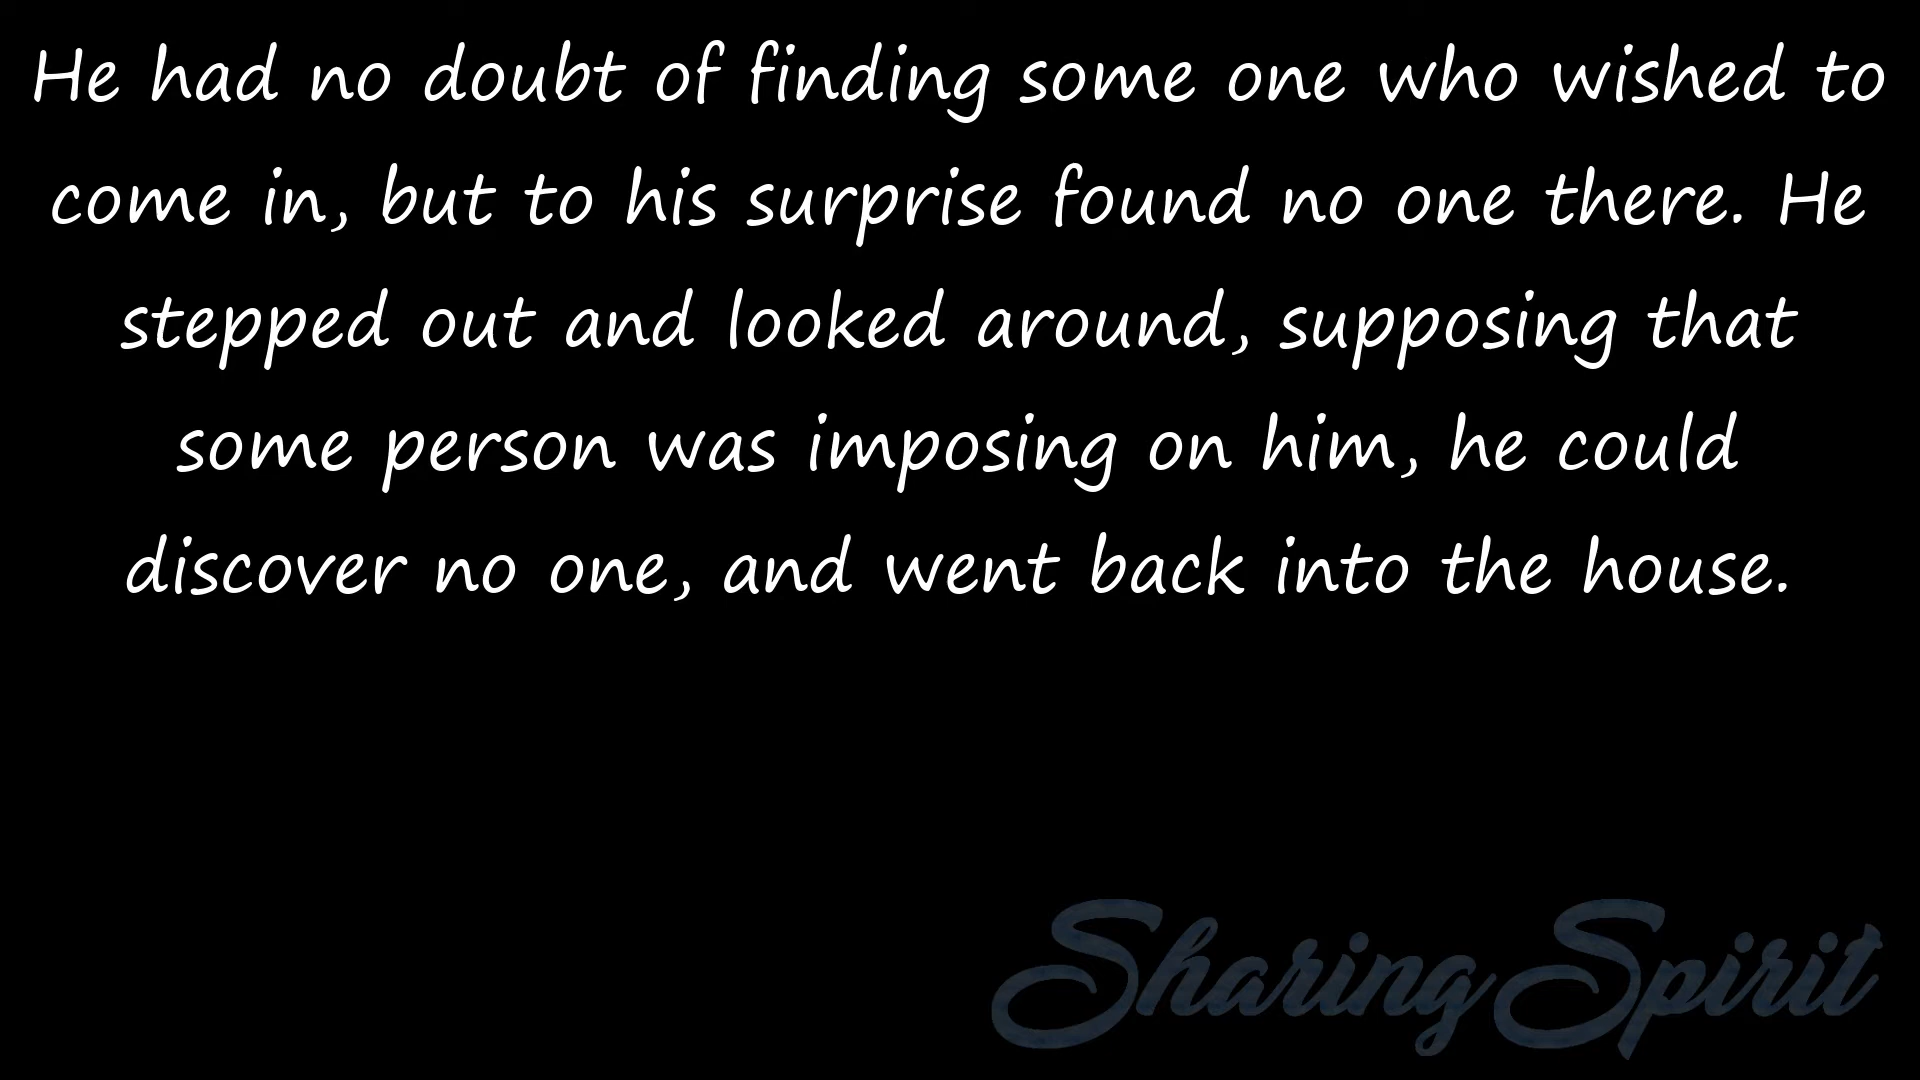 He had no doubt of finding some one who wished to
come in, but to his surprise found no one there. He
stepped out and looked around, supposing that
some person was imposing on him, he could
discover no one, and went back into the house.
Sharing Spirit